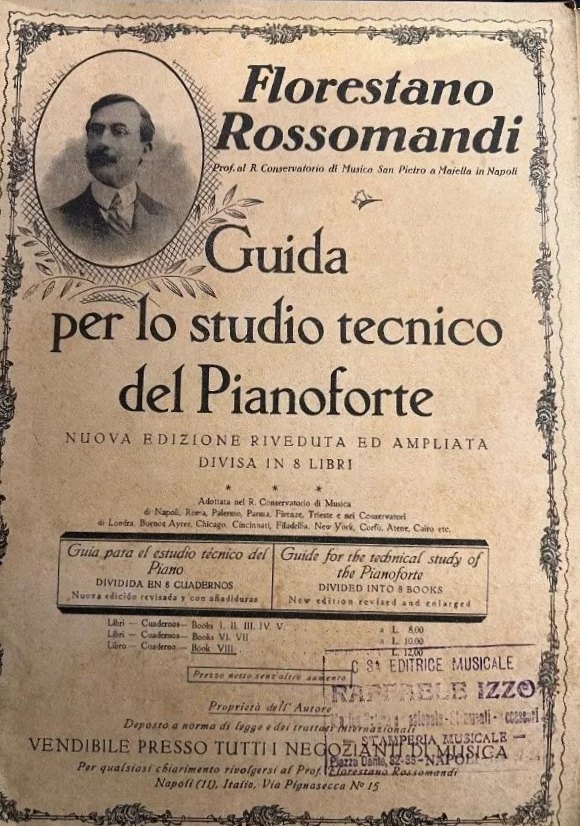 Florestano
Rossomandi
Prof. al R. Conservatorio di Musica San Pietro a Majella in Napoli
Guida
per lo studio tecnico
del Pianoforte
NUOVA EDIZIONE RIVEDUTA ED AMPLIATA
DIVISA IN 8 LIBRI
* * *
Adottata nel R. Conservatorio di Musica
di Napoli, Roma, Palermo, Parma, Firenze, Trieste e nei Conservatori
di Londra, Buenos Ayres, Chicago, Cincinnati, Filadelfia, New York, Corfù, Atene, Cairo etc.
Guia para el estudio técnico del
Piano
DIVIDIDA EN 8 CUADERNOS
Nueva edición revisada y con añadiduras
Guide for the technical study of
the Pianoforte
DIVIDED INTO 8 BOOKS
New edition revised and enlarged
Libri — Cuadernos — Books I. II. III. IV. V. a L. 8.00
Libri — Cuadernos — Books VI. VII a L. 10.00
Libro — Cuaderno — Book VIII L. 12.00
Prezzo netto senz'altro aumento
Proprietà dell'Autore
Deposto a norma di legge e dei trattati internazionali
VENDIBILE PRESSO TUTTI I NEGOZIANTI DI MUSICA
Per qualsiasi chiarimento rivolgersi al Prof. Florestano Rossomandi
Napoli (11), Italia, Via Pignasecca Nº 15
C Sa EDITRICE MUSICALE
RAFFAELE IZZO
STAMPERIA MUSICALE —
Piazza Dante, 32-33 - NAPOLI